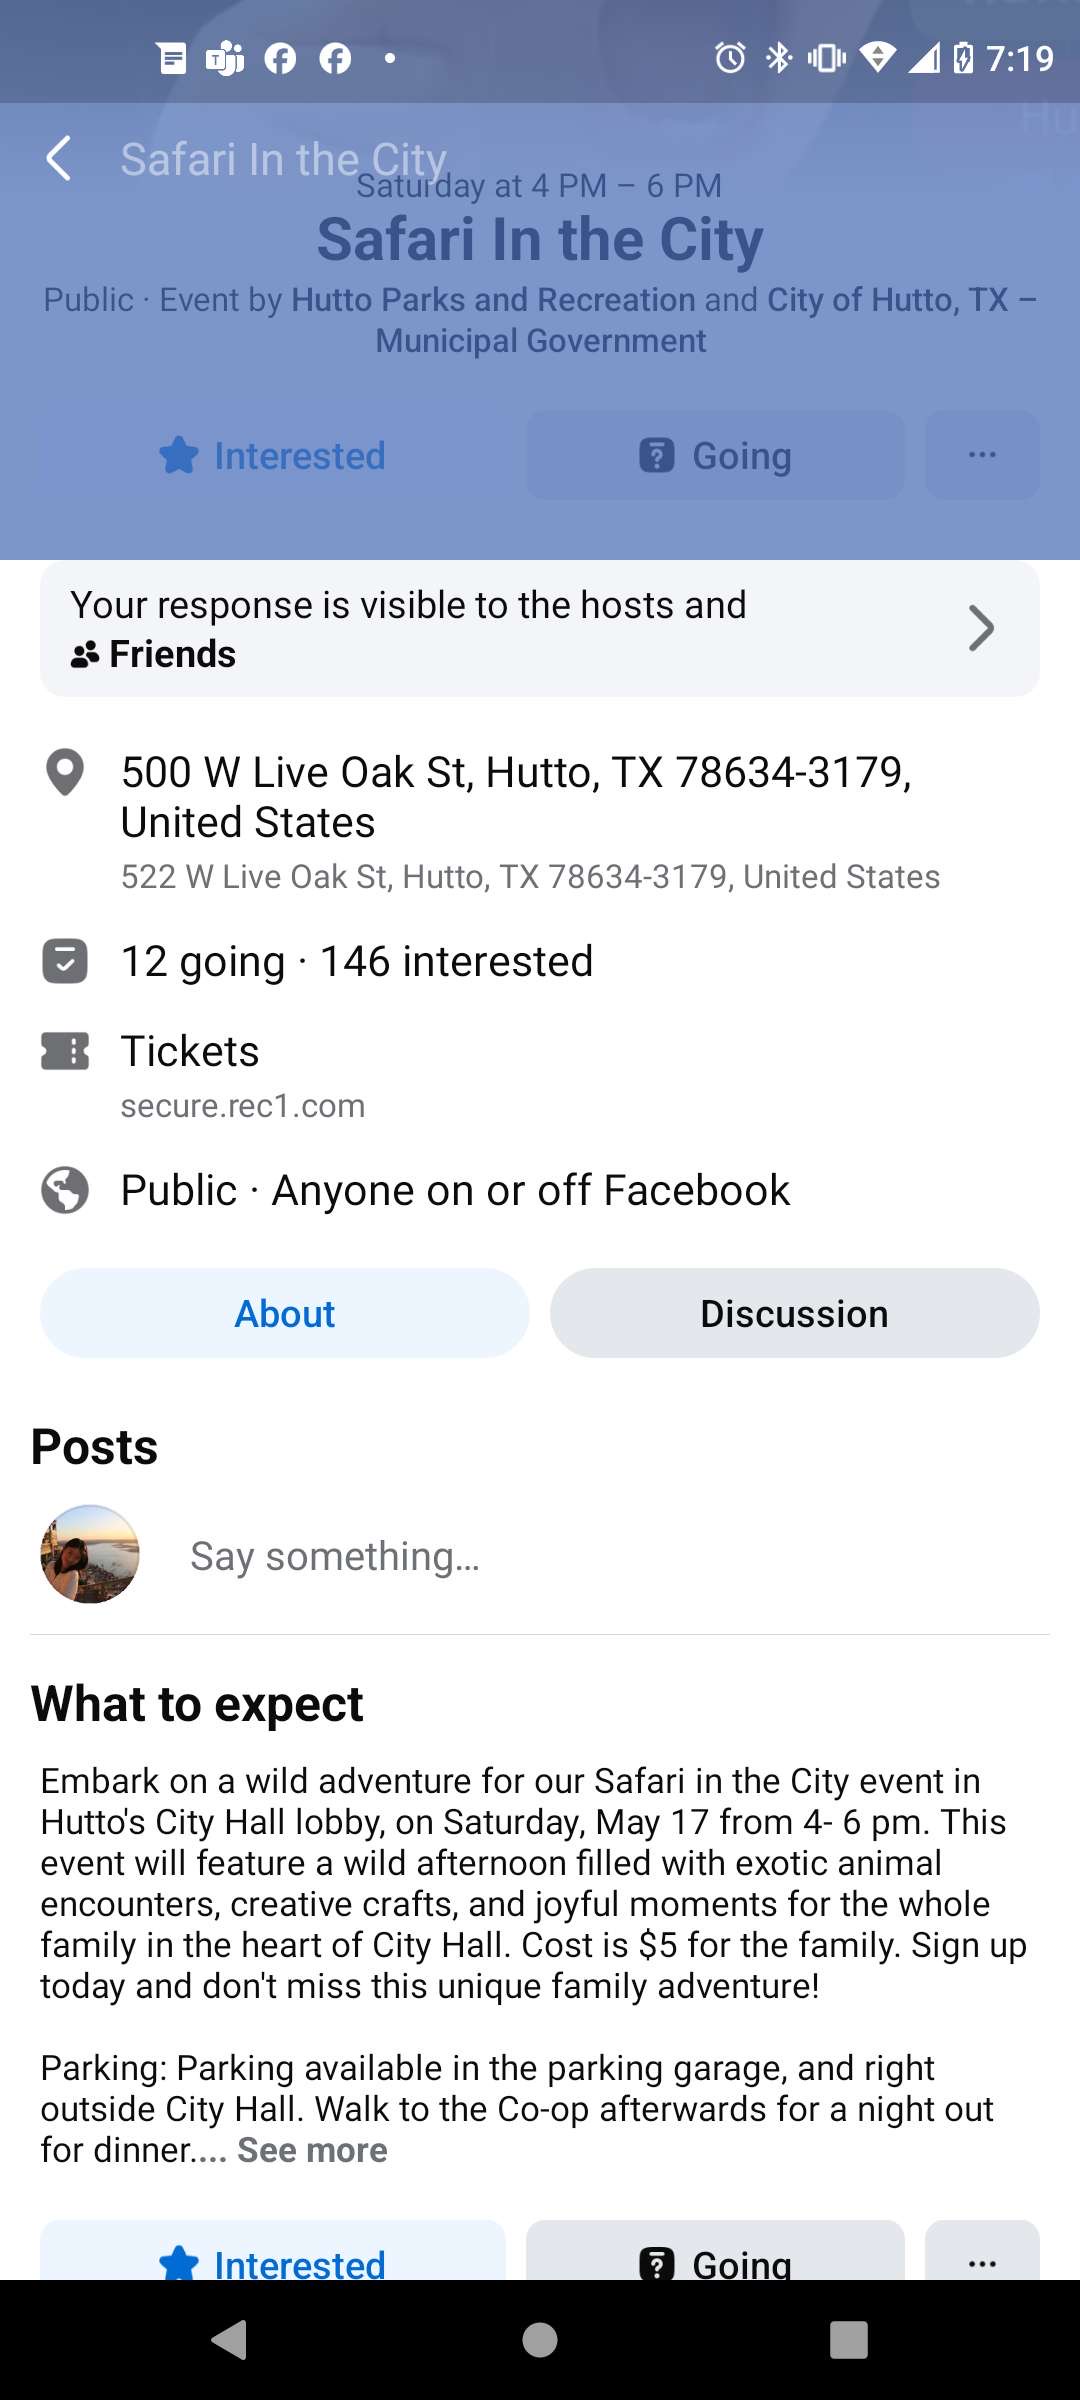 7:19
Safari In the City
Saturday at 4 PM – 6 PM
Safari In the City
Public · Event by Hutto Parks and Recreation and City of Hutto, TX –
Municipal Government
Interested
Going
Your response is visible to the hosts and
Friends
500 W Live Oak St, Hutto, TX 78634-3179,
United States
522 W Live Oak St, Hutto, TX 78634-3179, United States
12 going · 146 interested
Tickets
secure.rec1.com
Public · Anyone on or off Facebook
About
Discussion
Posts
Say something...
What to expect
Embark on a wild adventure for our Safari in the City event in
Hutto's City Hall lobby, on Saturday, May 17 from 4- 6 pm. This
event will feature a wild afternoon filled with exotic animal
encounters, creative crafts, and joyful moments for the whole
family in the heart of City Hall. Cost is $5 for the family. Sign up
today and don't miss this unique family adventure!
Parking: Parking available in the parking garage, and right
outside City Hall. Walk to the Co-op afterwards for a night out
for dinner.... See more
Interested
Going